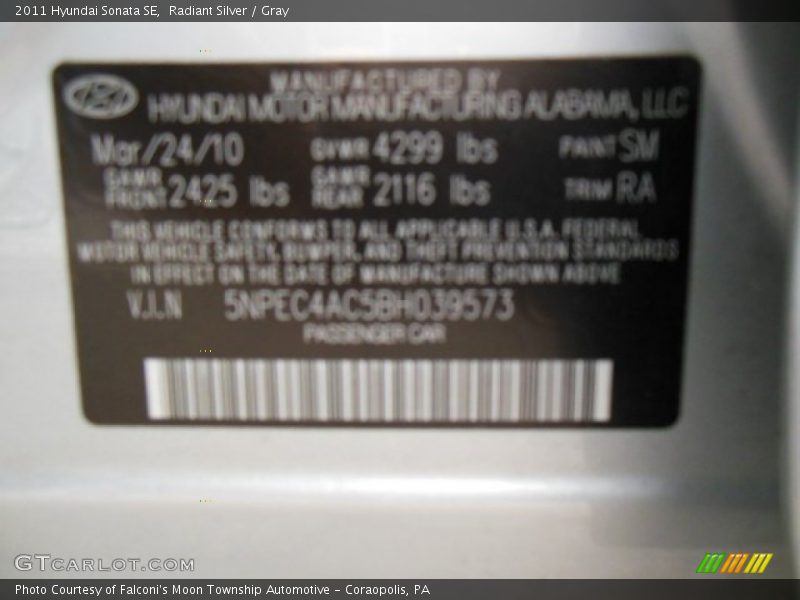 2011 Hyundai Sonata SE,  Radiant Silver / Gray
MANUFACTURED BY
HYUNDAI MOTOR MANUFACTURING ALABAMA, LLC
Mar/24/10 GVWR 4299 lbs PAINT SM
GAWR FRONT 2425 lbs GAWR REAR 2116 lbs TRIM RA
THIS VEHICLE CONFORMS TO ALL APPLICABLE U.S.A. FEDERAL
MOTOR VEHICLE SAFETY, BUMPER, AND THEFT PREVENTION STANDARDS
IN EFFECT ON THE DATE OF MANUFACTURE SHOWN ABOVE
V.I.N 5NPEC4AC5BH039573
PASSENGER CAR
GTCARLOT.COM
Photo Courtesy of Falconi's Moon Township Automotive – Coraopolis, PA